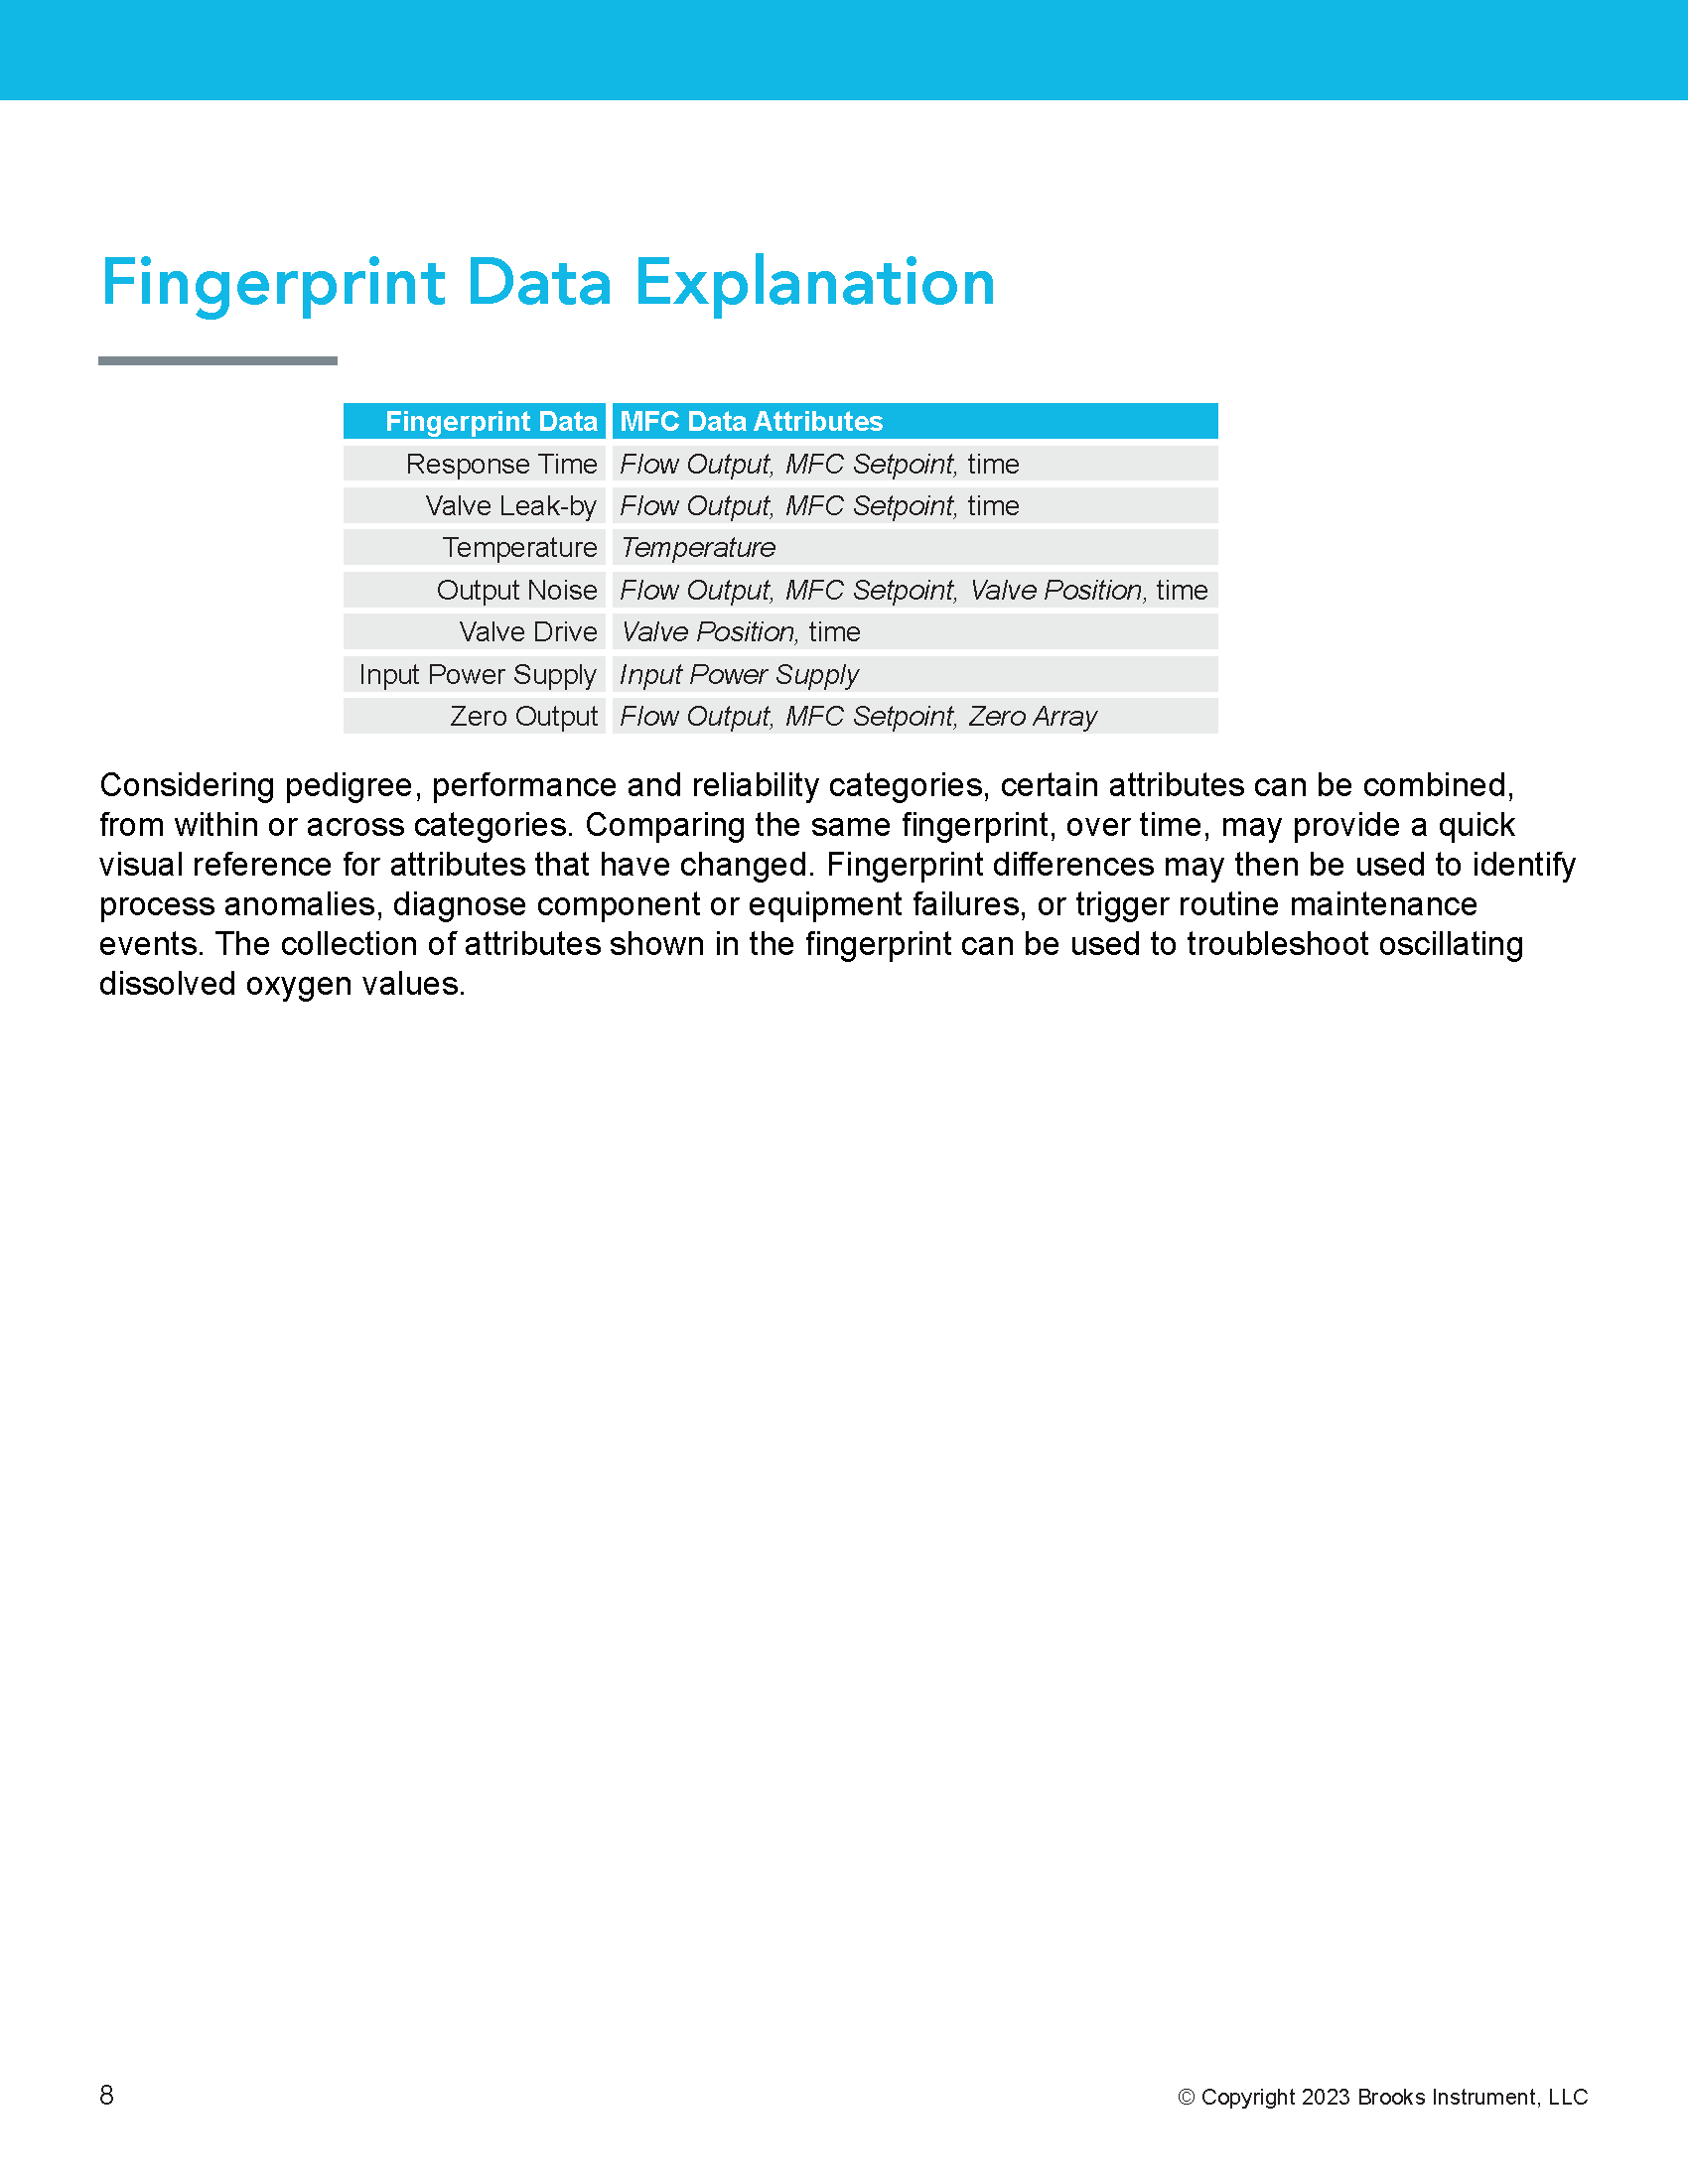 Fingerprint Data Explanation
Fingerprint Data MFC Data Attributes
Response Time Flow Output, MFC Setpoint, time
Valve Leak-by Flow Output, MFC Setpoint, time
Temperature Temperature
Output Noise Flow Output, MFC Setpoint, Valve Position, time
Valve Drive Valve Position, time
Input Power Supply Input Power Supply
Zero Output Flow Output, MFC Setpoint, Zero Array
Considering pedigree, performance and reliability categories, certain attributes can be combined,
from within or across categories. Comparing the same fingerprint, over time, may provide a quick
visual reference for attributes that have changed. Fingerprint differences may then be used to identify
process anomalies, diagnose component or equipment failures, or trigger routine maintenance
events. The collection of attributes shown in the fingerprint can be used to troubleshoot oscillating
dissolved oxygen values.
8
© Copyright 2023 Brooks Instrument, LLC